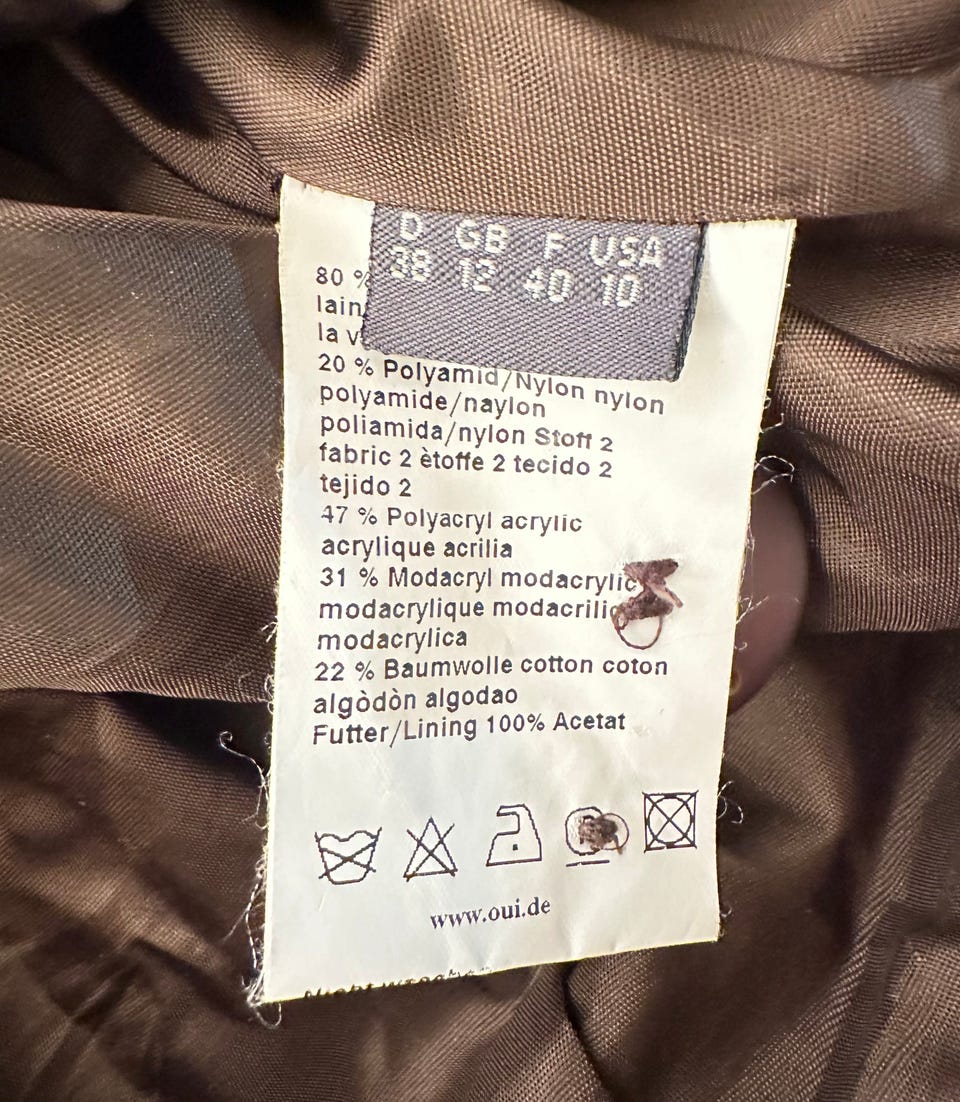 D GB F USA
38 12 40 10
80 %
lain
la v
20 % Polyamid/Nylon nylon
polyamide/naylon
poliamida/nylon Stoff 2
fabric 2 ètoffe 2 tecido 2
tejido 2
47 % Polyacryl acrylic
acrylique acrilia
31 % Modacryl modacrylic
modacrylique modacrilic
modacrylica
22 % Baumwolle cotton coton
algòdòn algodao
Futter/Lining 100% Acetat
www.oui.de